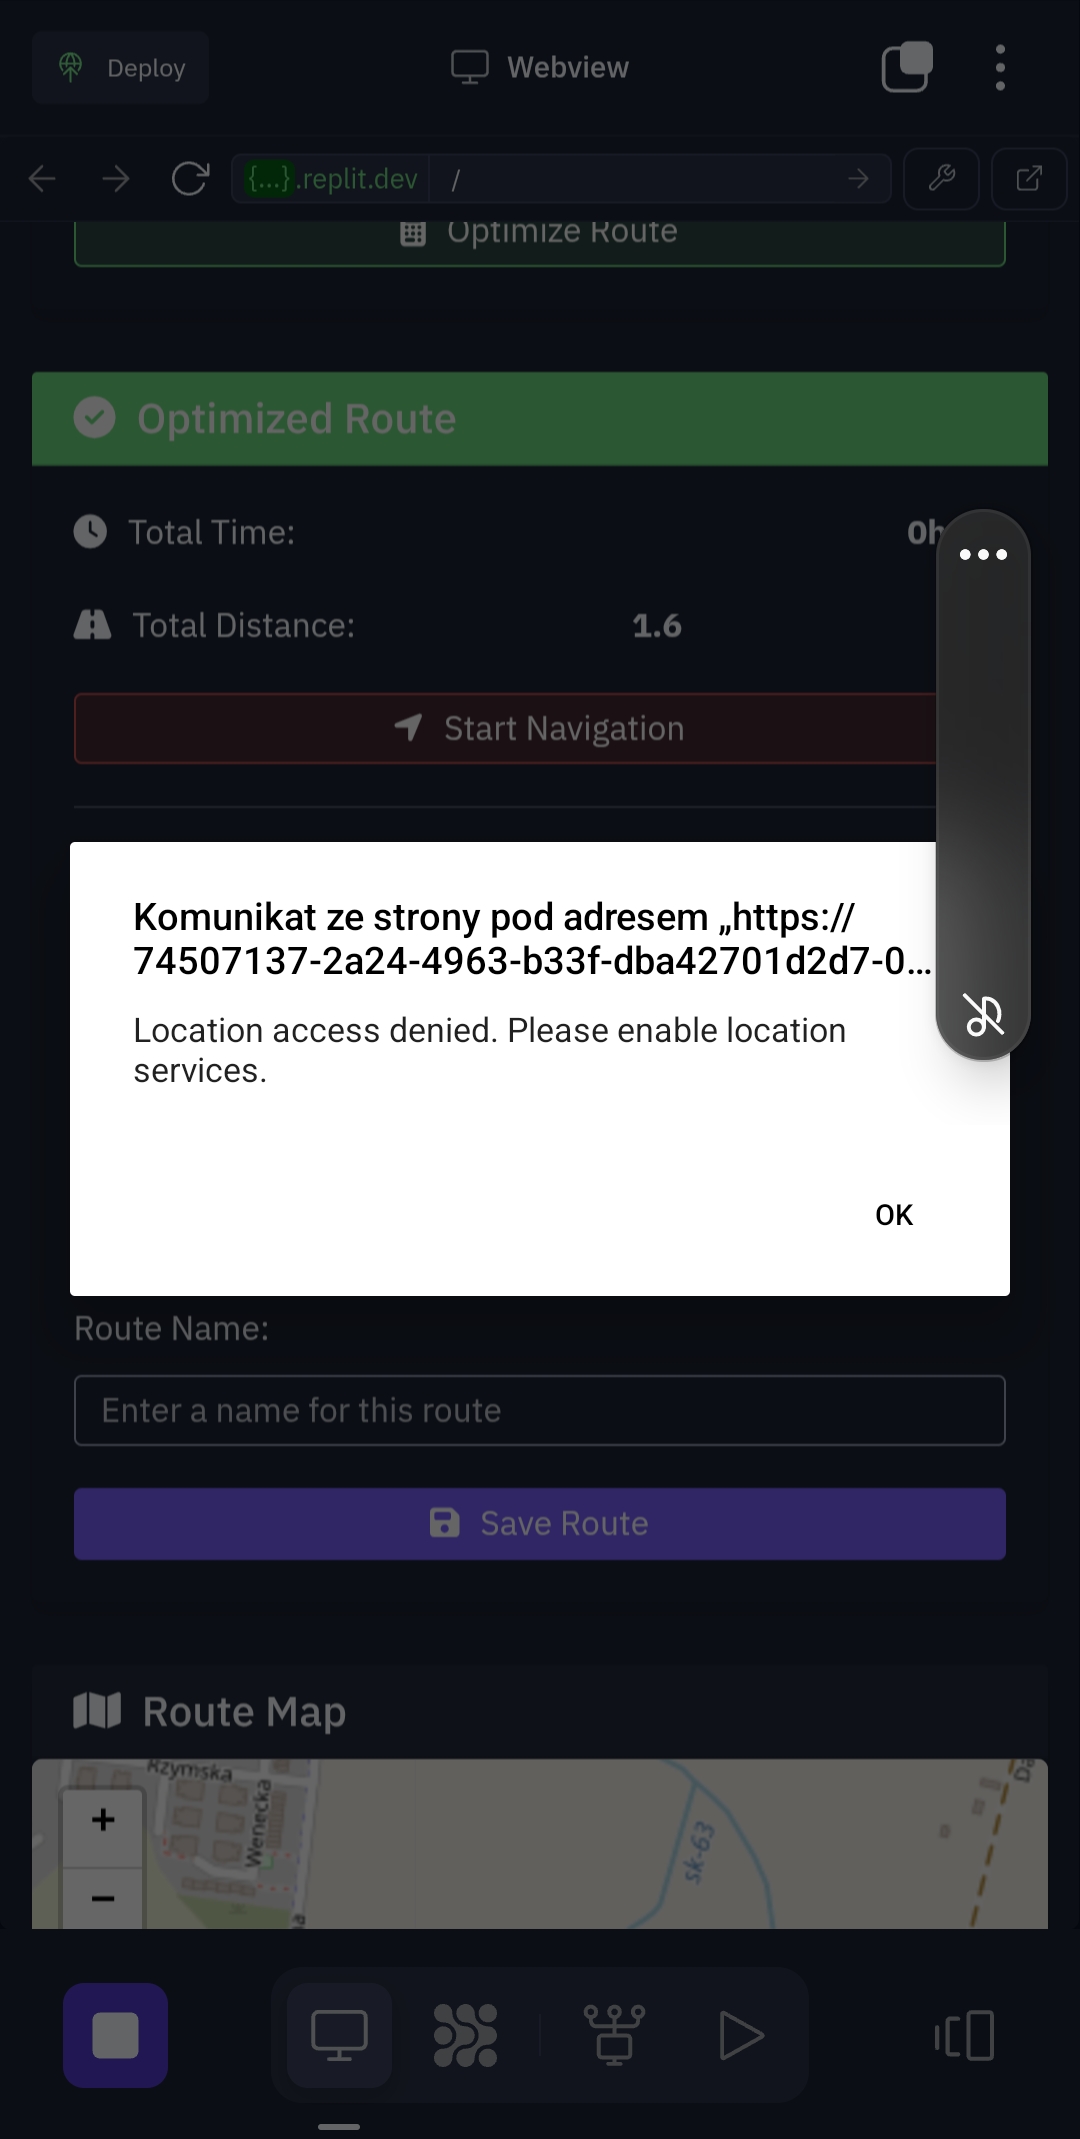 Deploy
Webview
{...}.replit.dev
/
Optimize Route
Optimized Route
Total Time:
0h
Total Distance:
1.6
Start Navigation
Komunikat ze strony pod adresem „https://
74507137-2a24-4963-b33f-dba42701d2d7-0...
Location access denied. Please enable location
services.
OK
Route Name:
Enter a name for this route
Save Route
Route Map
Rzymska
Wenecka
sk-63
Da
+
−